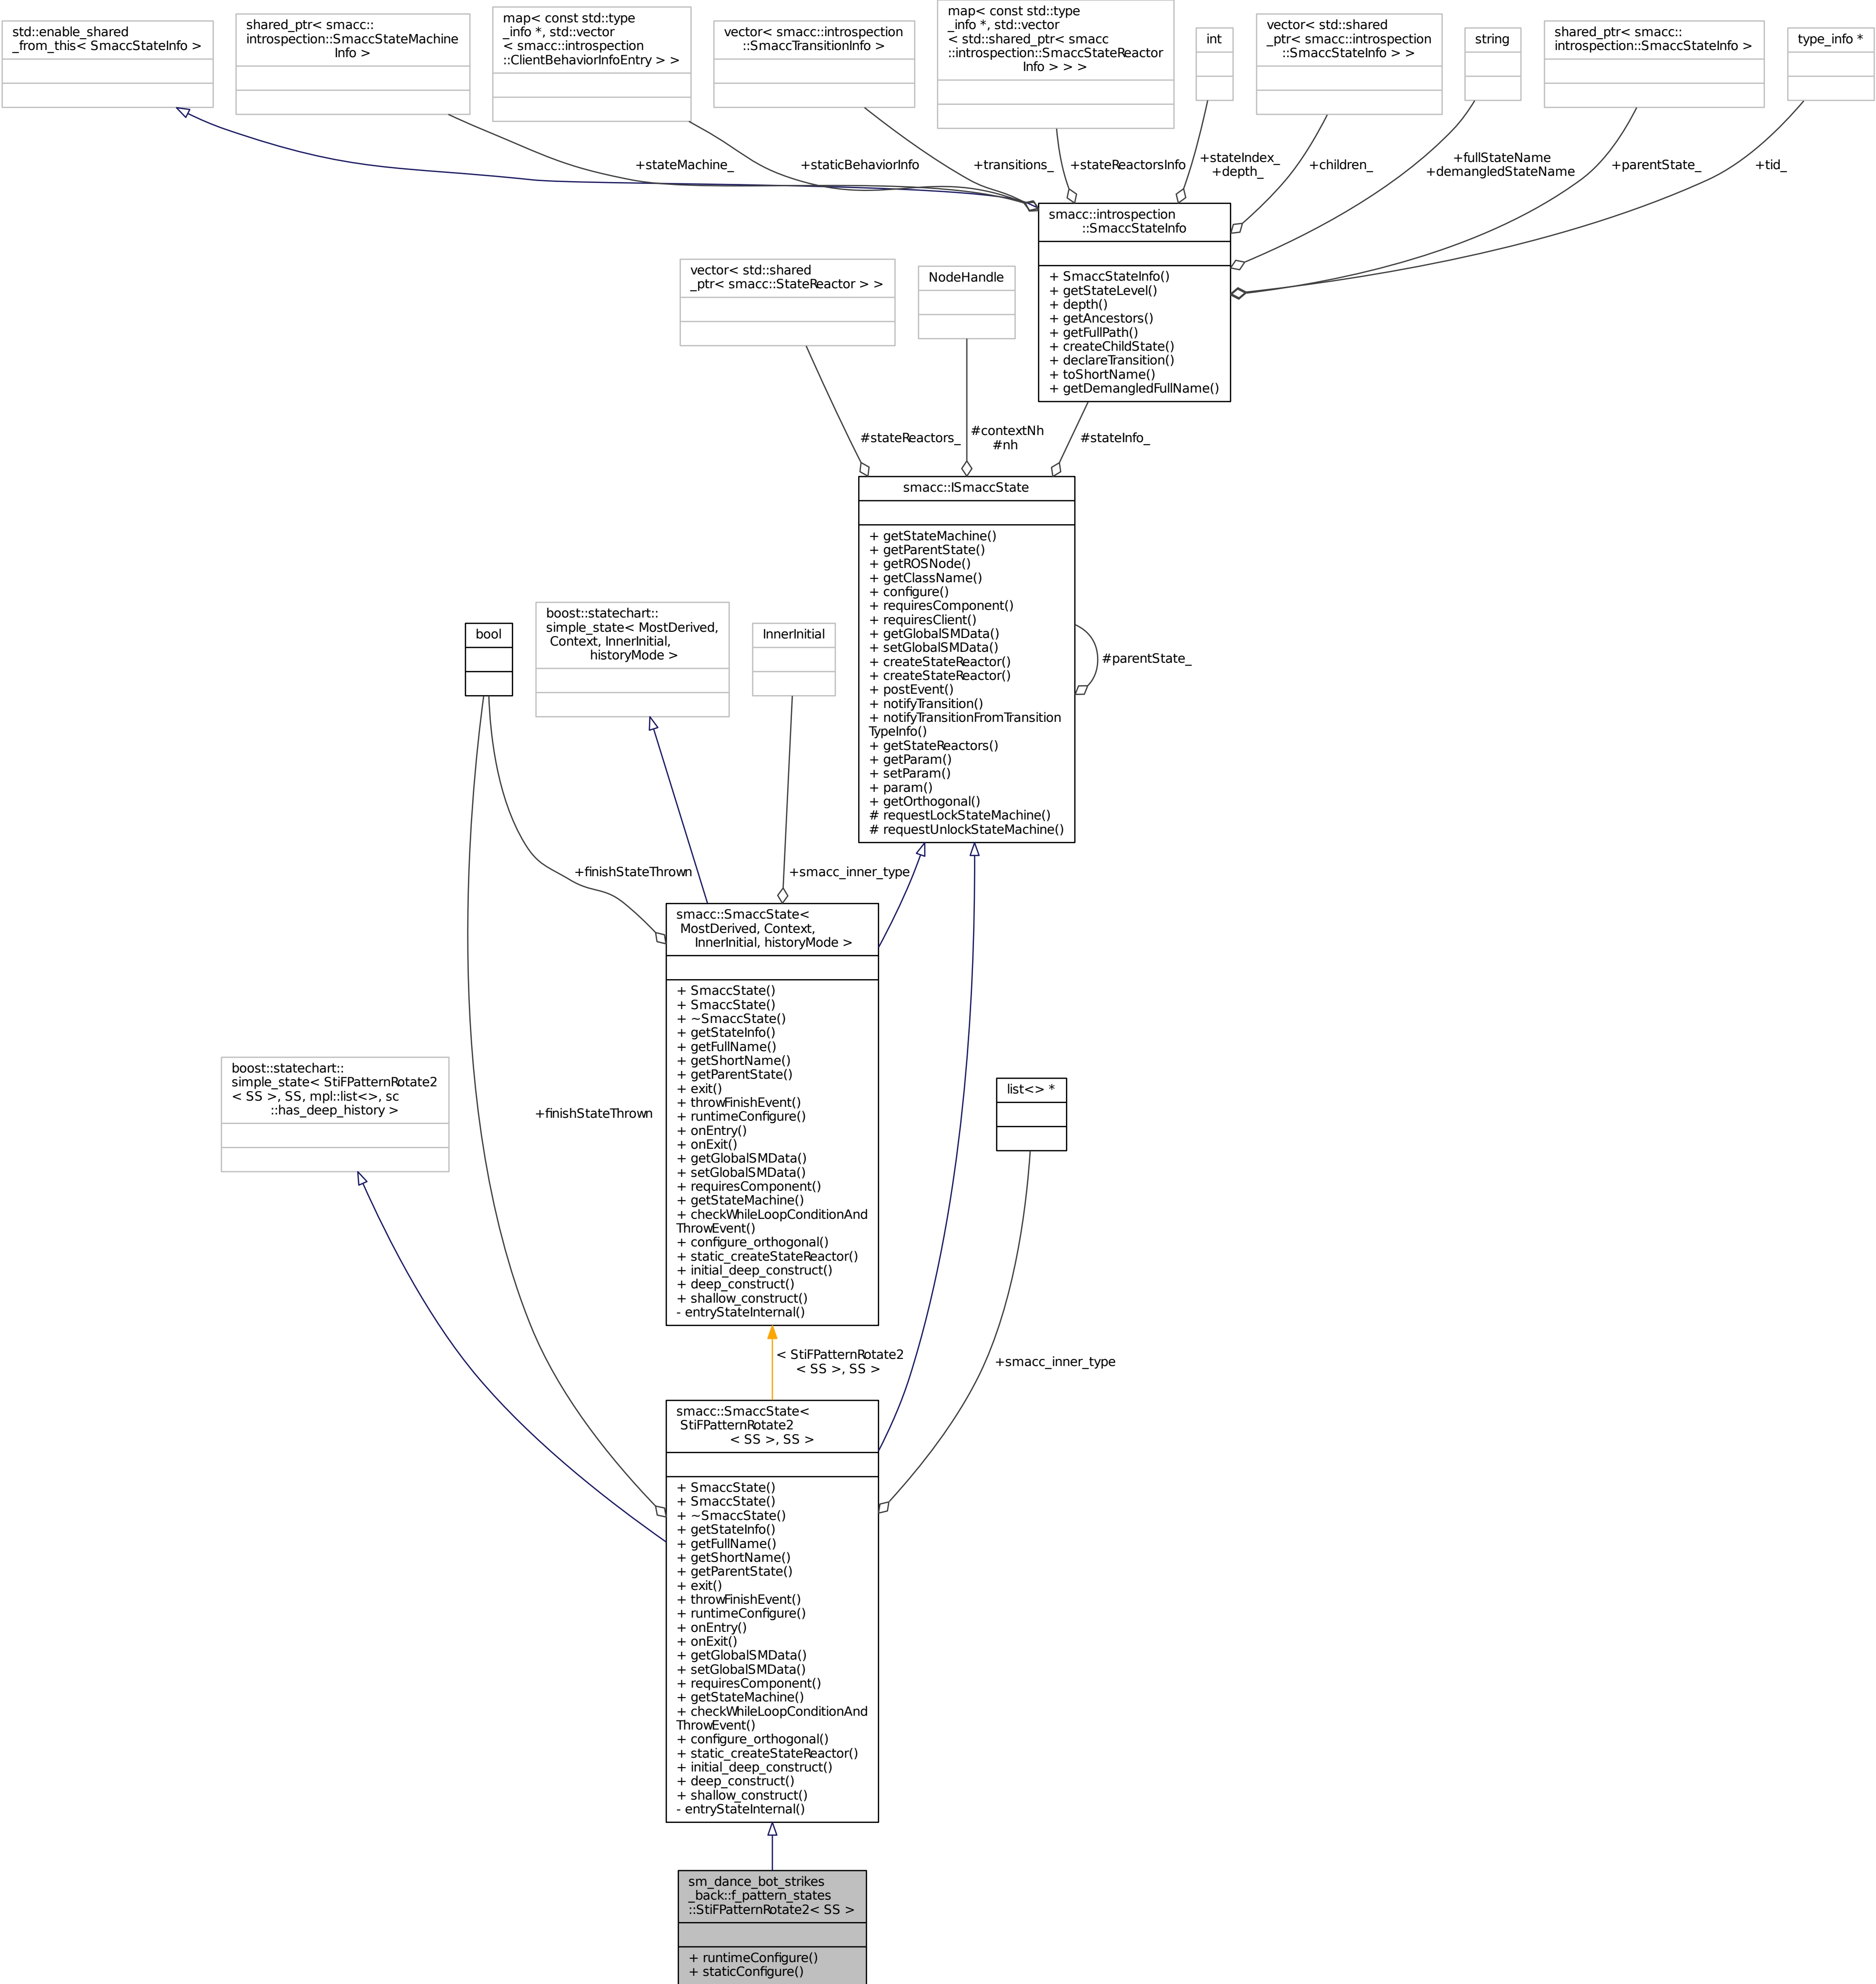 std::enable_shared
_from_this< SmaccStateInfo >
shared_ptr< smacc::
introspection::SmaccStateMachine
Info >
map< const std::type
_info *, std::vector
< smacc::introspection
::ClientBehaviorInfoEntry > >
vector< smacc::introspection
::SmaccTransitionInfo >
map< const std::type
_info *, std::vector
< std::shared_ptr< smacc
::introspection::SmaccStateReactor
Info > > >
int
vector< std::shared
_ptr< smacc::introspection
::SmaccStateInfo > >
string
shared_ptr< smacc::
introspection::SmaccStateInfo >
type_info *
+stateMachine_
+staticBehaviorInfo
+transitions_
+stateReactorsInfo
+stateIndex_
+depth_
+children_
+fullStateName
+demangledStateName
+parentState_
+tid_
smacc::introspection
::SmaccStateInfo
+ SmaccStateInfo()
+ getStateLevel()
+ depth()
+ getAncestors()
+ getFullPath()
+ createChildState()
+ declareTransition()
+ toShortName()
+ getDemangledFullName()
vector< std::shared
_ptr< smacc::StateReactor > >
NodeHandle
#stateReactors_
#contextNh
#nh
#stateInfo_
smacc::ISmaccState
+ getStateMachine()
+ getParentState()
+ getROSNode()
+ getClassName()
+ configure()
+ requiresComponent()
+ requiresClient()
+ getGlobalSMData()
+ setGlobalSMData()
+ createStateReactor()
+ createStateReactor()
+ postEvent()
+ notifyTransition()
+ notifyTransitionFromTransition
TypeInfo()
+ getStateReactors()
+ getParam()
+ setParam()
+ param()
+ getOrthogonal()
# requestLockStateMachine()
# requestUnlockStateMachine()
#parentState_
bool
boost::statechart::
simple_state< MostDerived,
Context, InnerInitial,
historyMode >
InnerInitial
+finishStateThrown
+smacc_inner_type
smacc::SmaccState<
MostDerived, Context,
InnerInitial, historyMode >
+ SmaccState()
+ SmaccState()
+ ~SmaccState()
+ getStateInfo()
+ getFullName()
+ getShortName()
+ getParentState()
+ exit()
+ throwFinishEvent()
+ runtimeConfigure()
+ onEntry()
+ onExit()
+ getGlobalSMData()
+ setGlobalSMData()
+ requiresComponent()
+ getStateMachine()
+ checkWhileLoopConditionAnd
ThrowEvent()
+ configure_orthogonal()
+ static_createStateReactor()
+ initial_deep_construct()
+ deep_construct()
+ shallow_construct()
- entryStateInternal()
boost::statechart::
simple_state< StiFPatternRotate2
< SS >, SS, mpl::list<>, sc
::has_deep_history >
+finishStateThrown
list<> *
< StiFPatternRotate2
< SS >, SS >
+smacc_inner_type
smacc::SmaccState<
StiFPatternRotate2
< SS >, SS >
+ SmaccState()
+ SmaccState()
+ ~SmaccState()
+ getStateInfo()
+ getFullName()
+ getShortName()
+ getParentState()
+ exit()
+ throwFinishEvent()
+ runtimeConfigure()
+ onEntry()
+ onExit()
+ getGlobalSMData()
+ setGlobalSMData()
+ requiresComponent()
+ getStateMachine()
+ checkWhileLoopConditionAnd
ThrowEvent()
+ configure_orthogonal()
+ static_createStateReactor()
+ initial_deep_construct()
+ deep_construct()
+ shallow_construct()
- entryStateInternal()
sm_dance_bot_strikes
_back::f_pattern_states
::StiFPatternRotate2< SS >
+ runtimeConfigure()
+ staticConfigure()